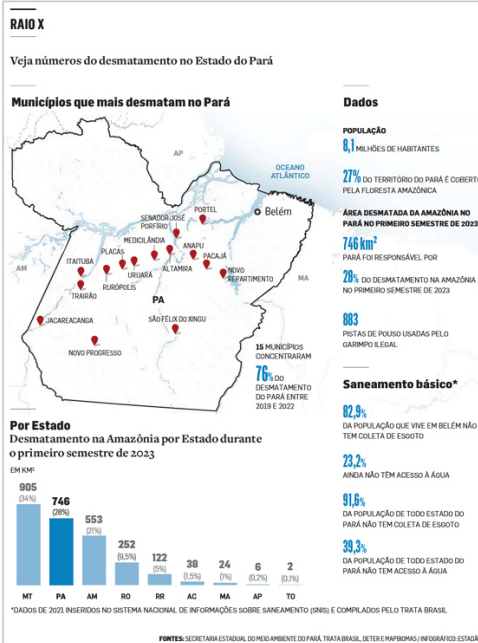 RAIO X
Veja números do desmatamento no Estado do Pará
Municípios que mais desmatam no Pará
AP
OCEANO
ATLÂNTICO
Belém
PORTEL
SENADOR JOSÉ
PORFÍRIO
MEDICILÂNDIA
ANAPU
PLACAS
PACAJÁ
AM
ITAITUBA
ALTAMIRA
URUARÁ
NOVO
REPARTIMENTO
MA
RURÓPOLIS
TRAIRÃO
PA
JACAREACANGA
SÃO FÉLIX DO XINGU
NOVO PROGRESSO
15 MUNICÍPIOS
CONCENTRARAM
76% DO
DESMATAMENTO
DO PARÁ ENTRE
2019 E 2022
Dados
POPULAÇÃO
8,1 MILHÕES DE HABITANTES
27% DO TERRITÓRIO DO PARÁ É COBERTO
PELA FLORESTA AMAZÔNICA
ÁREA DESMATADA DA AMAZÔNIA NO
PARÁ NO PRIMEIRO SEMESTRE DE 2023
746 km²
PARÁ FOI RESPONSÁVEL POR
28% DO DESMATAMENTO NA AMAZÔNIA
NO PRIMEIRO SEMESTRE DE 2023
883
PISTAS DE POUSO USADAS PELO
GARIMPO ILEGAL
Saneamento básico*
82,9%
DA POPULAÇÃO QUE VIVE EM BELÉM NÃO
TEM COLETA DE ESGOTO
23,2%
AINDA NÃO TÊM ACESSO À ÁGUA
91,6%
DA POPULAÇÃO DE TODO ESTADO DO
PARÁ NÃO TEM COLETA DE ESGOTO
39,3%
DA POPULAÇÃO DE TODO ESTADO DO
PARÁ NÃO TEM ACESSO À ÁGUA
Por Estado
Desmatamento na Amazônia por Estado durante
o primeiro semestre de 2023
EM KM²
905 746 553 252 122 38 24 6 2
(34%) (28%) (21%) (9,5%) (5%) (1,5%) (1%) (0,2%) (0,1%)
MT PA AM RO RR AC MA AP TO
*DADOS DE 2021 INSERIDOS NO SISTEMA NACIONAL DE INFORMAÇÕES SOBRE SANEAMENTO (SNIS) E COMPILADOS PELO TRATA BRASIL
FONTES: SECRETARIA ESTADUAL DO MEIO AMBIENTE DO PARÁ, TRATA BRASIL, DETER E MAPBIOMAS / INFOGRÁFICO: ESTADÃ